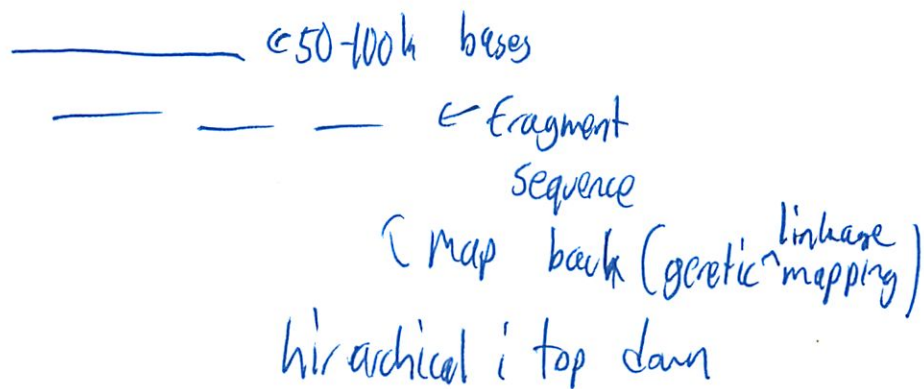 ← 50-100k bases
← fragment
sequence
↑ map back (genetic ^ linkage mapping)
hirarchical ; top down